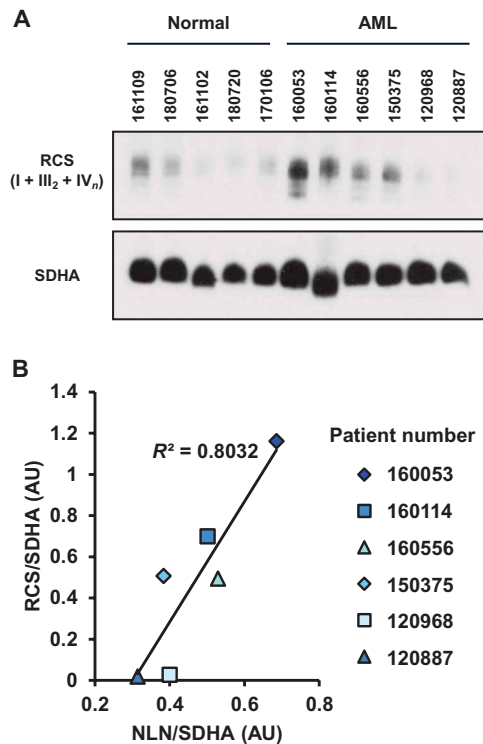 A
Normal
AML
161109
180706
161102
180720
170106
160053
160114
160556
150375
120968
120887
RCS
(I + III₂ + IVₙ)
SDHA
B
1.4
1.2
1
0.8
0.6
0.4
0.2
0
RCS/SDHA (AU)
R² = 0.8032
0.2
0.4
0.6
0.8
NLN/SDHA (AU)
Patient number
160053
160114
160556
150375
120968
120887